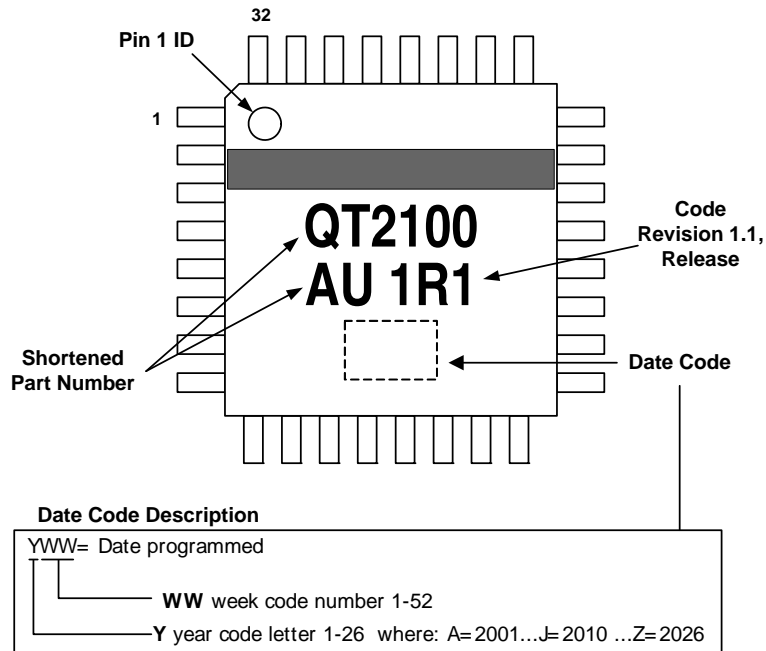 32
Pin 1 ID
1
QT2100
AU 1R1
Code
Revision 1.1,
Release
Shortened
Part Number
Date Code
Date Code Description
YWW= Date programmed
WW week code number 1-52
Y year code letter 1-26 where: A=2001...J=2010 ...Z=2026